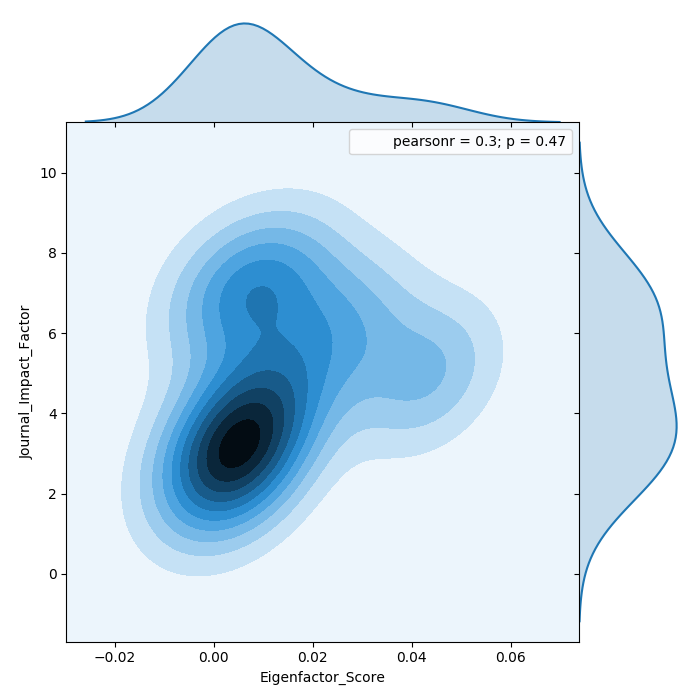 pearsonr = 0.3; p = 0.47
10
8
6
4
2
0
Journal_Impact_Factor
−0.02 0.00 0.02 0.04 0.06
Eigenfactor_Score